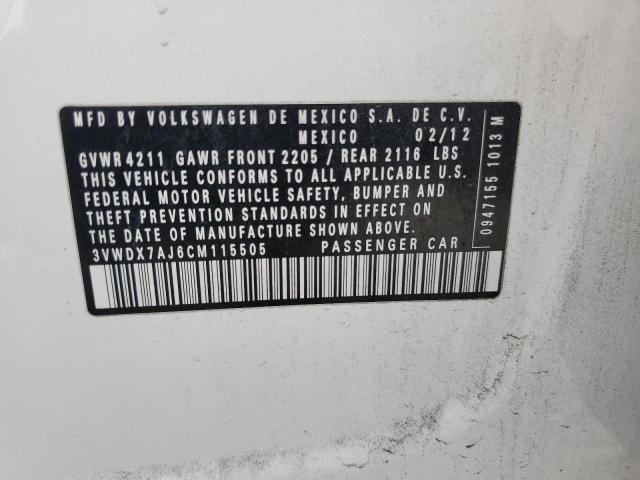 MFD BY VOLKSWAGEN DE MEXICO S.A. DE C.V.
MEXICO 02/12
GVWR 4211 GAWR FRONT 2205 / REAR 2116 LBS
THIS VEHICLE CONFORMS TO ALL APPLICABLE U.S.
FEDERAL MOTOR VEHICLE SAFETY, BUMPER AND
THEFT PREVENTION STANDARDS IN EFFECT ON
THE DATE OF MANUFACTURE SHOWN ABOVE.
3VWDX7AJ6CM115505 PASSENGER CAR
0947155 1013 M